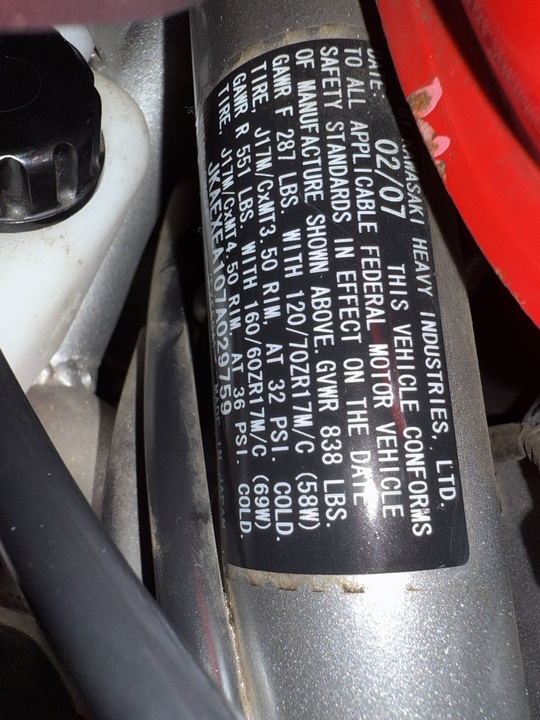 KAWASAKI HEAVY INDUSTRIES, LTD.
DATE: 02/07 THIS VEHICLE CONFORMS
TO ALL APPLICABLE FEDERAL MOTOR VEHICLE
SAFETY STANDARDS IN EFFECT ON THE DATE
OF MANUFACTURE SHOWN ABOVE. GVWR 838 LBS.
GAWR F 287 LBS. WITH 120/70ZR17M/C (58W)
TIRE, J17M/CxMT3.50 RIM, AT 32 PSI. COLD.
GAWR R 551 LBS. WITH 160/60ZR17M/C (69W)
TIRE, J17M/CxMT4.50 RIM, AT 36 PSI. COLD.
JKAEXEA107A029759 MADE IN